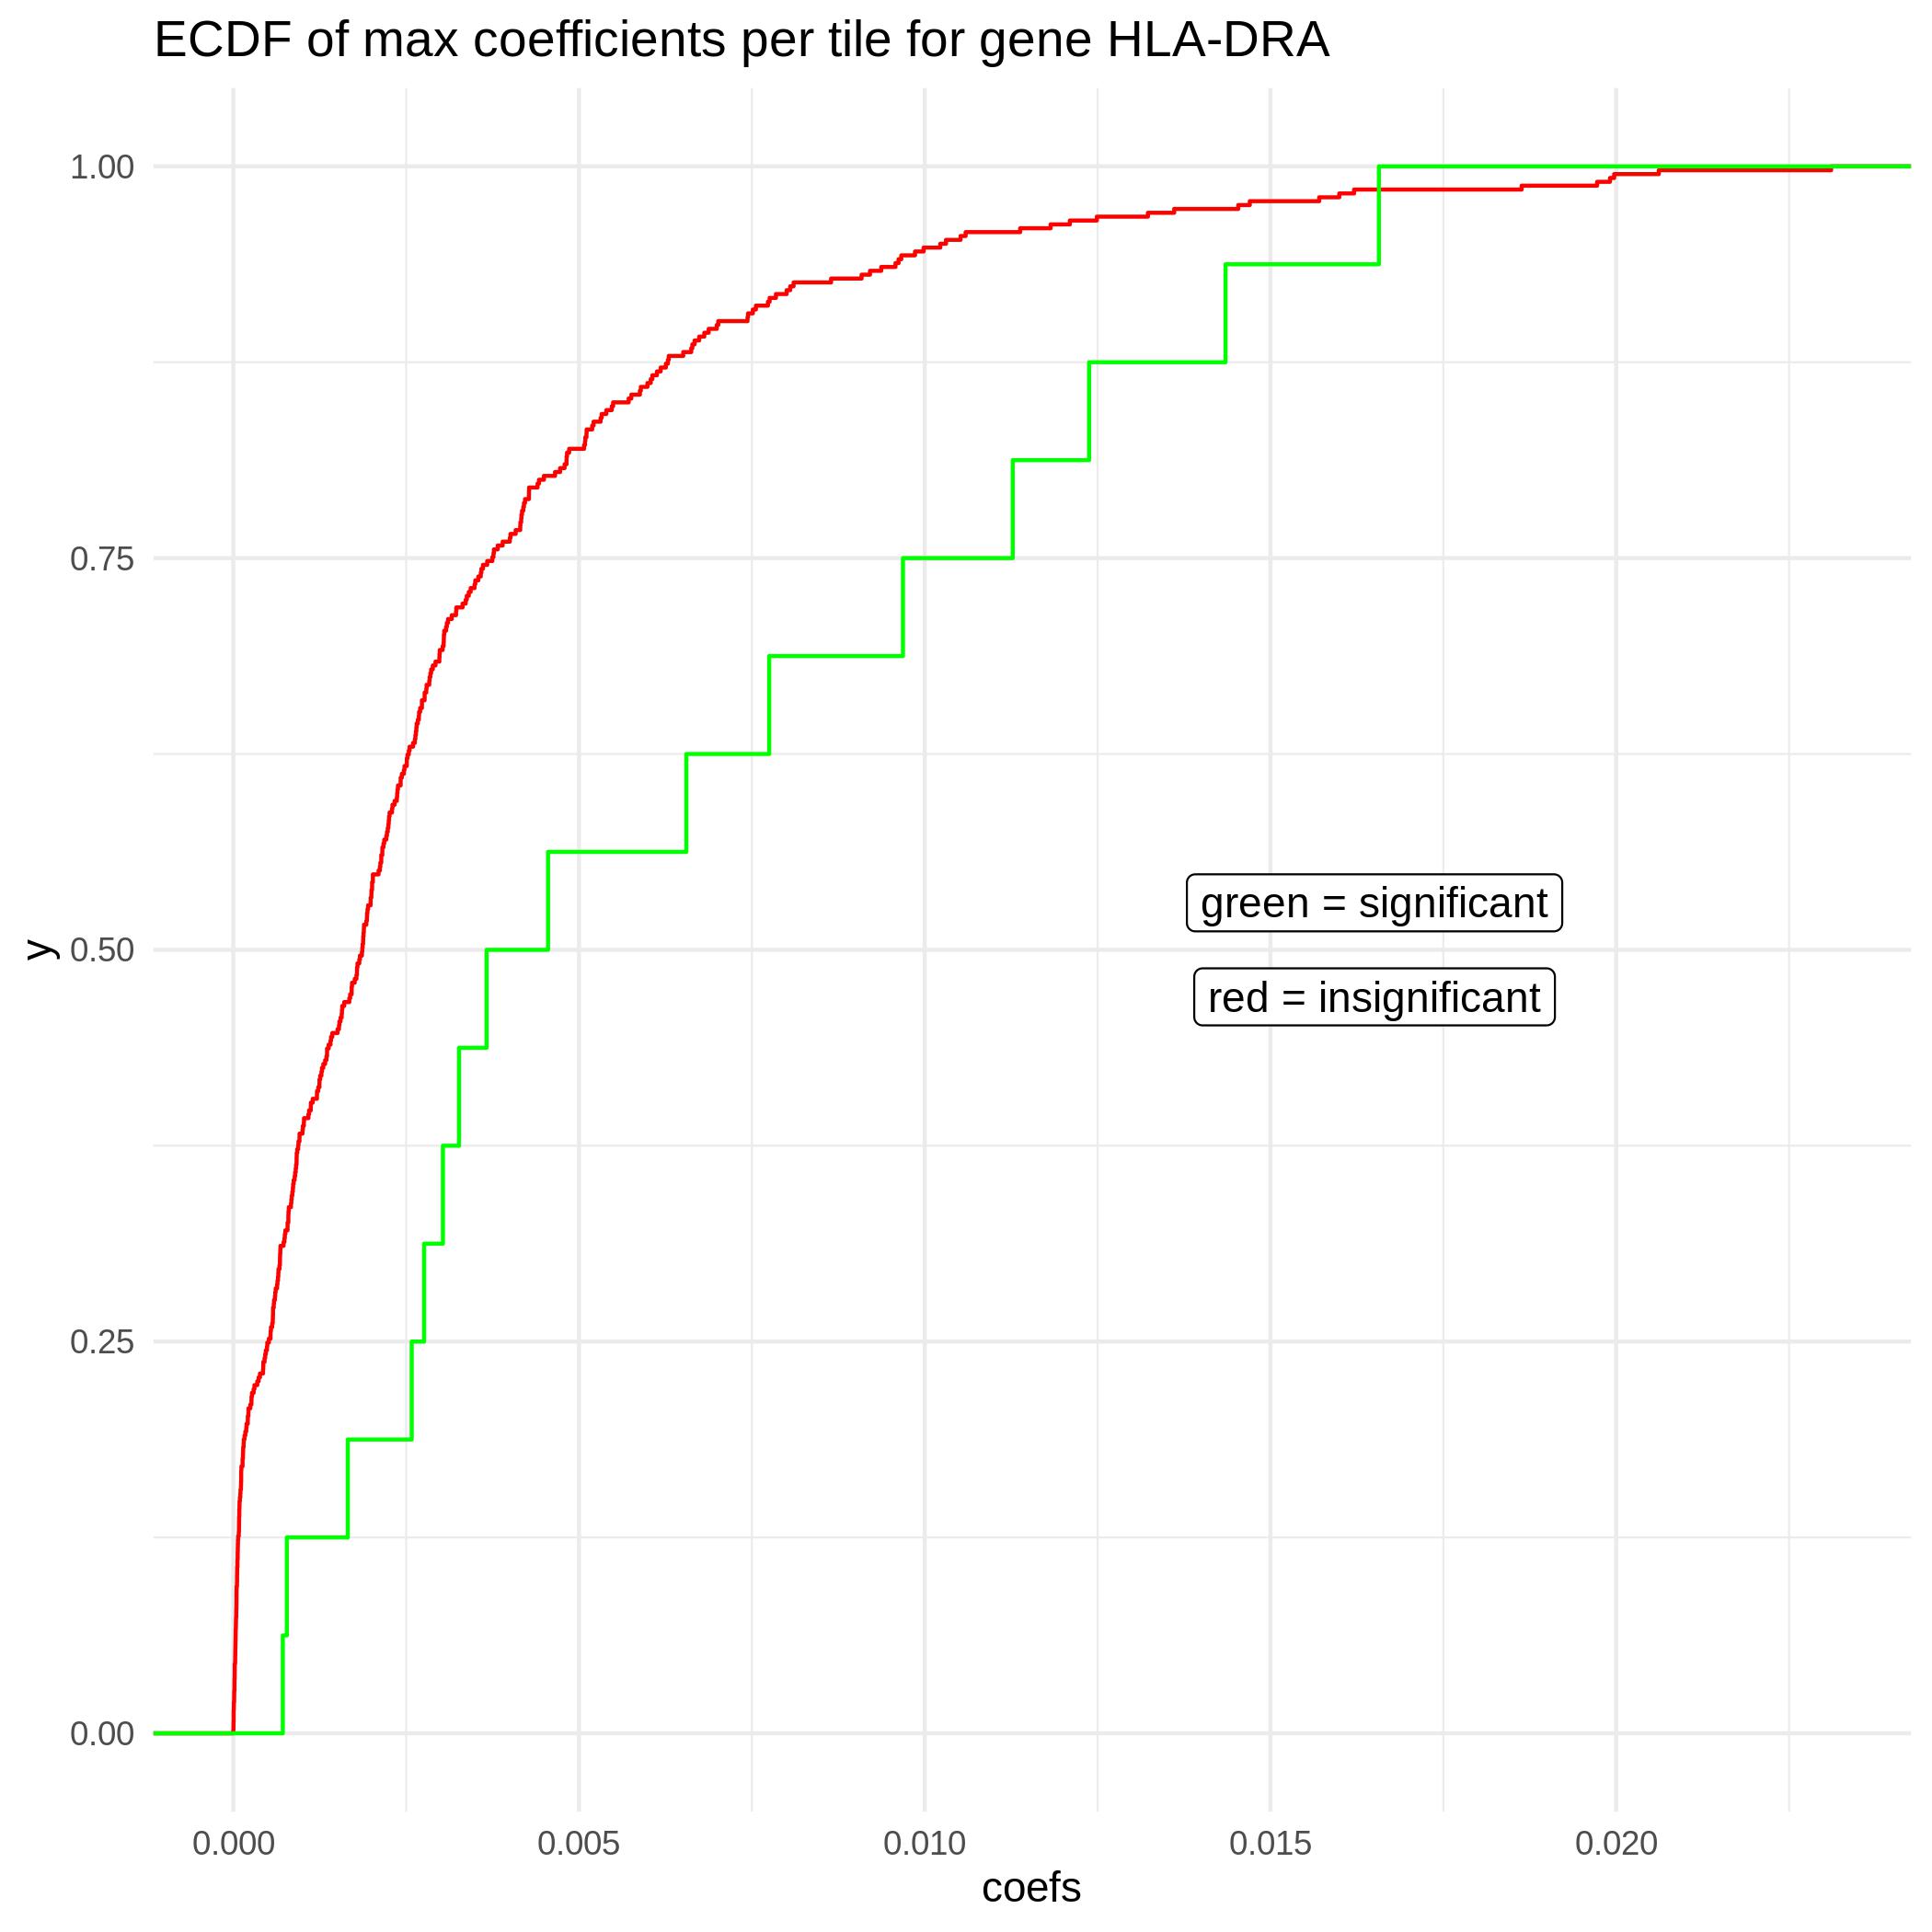 ECDF of max coefficients per tile for gene HLA-DRA
1.00
0.75
0.50
0.25
0.00
y
green = significant
red = insignificant
0.000 0.005 0.010 0.015 0.020
coefs